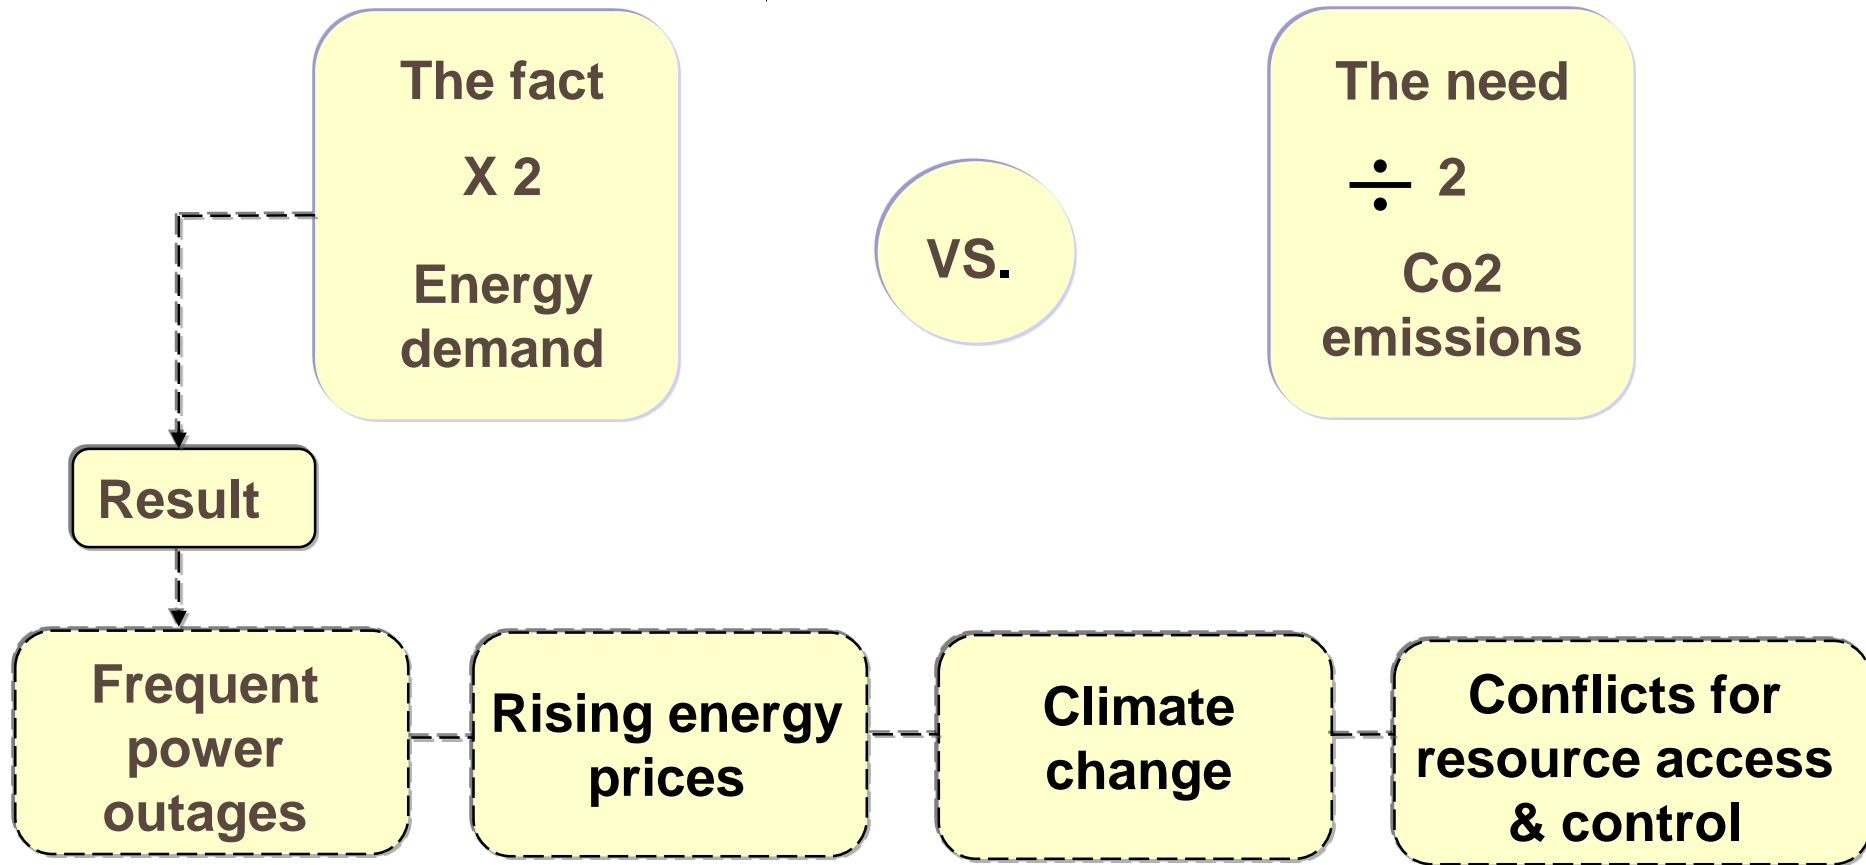 The fact
X 2
Energy
demand
VS.
The need
÷ 2
Co2
emissions
Result
Frequent
power
outages
Rising energy
prices
Climate
change
Conflicts for
resource access
& control